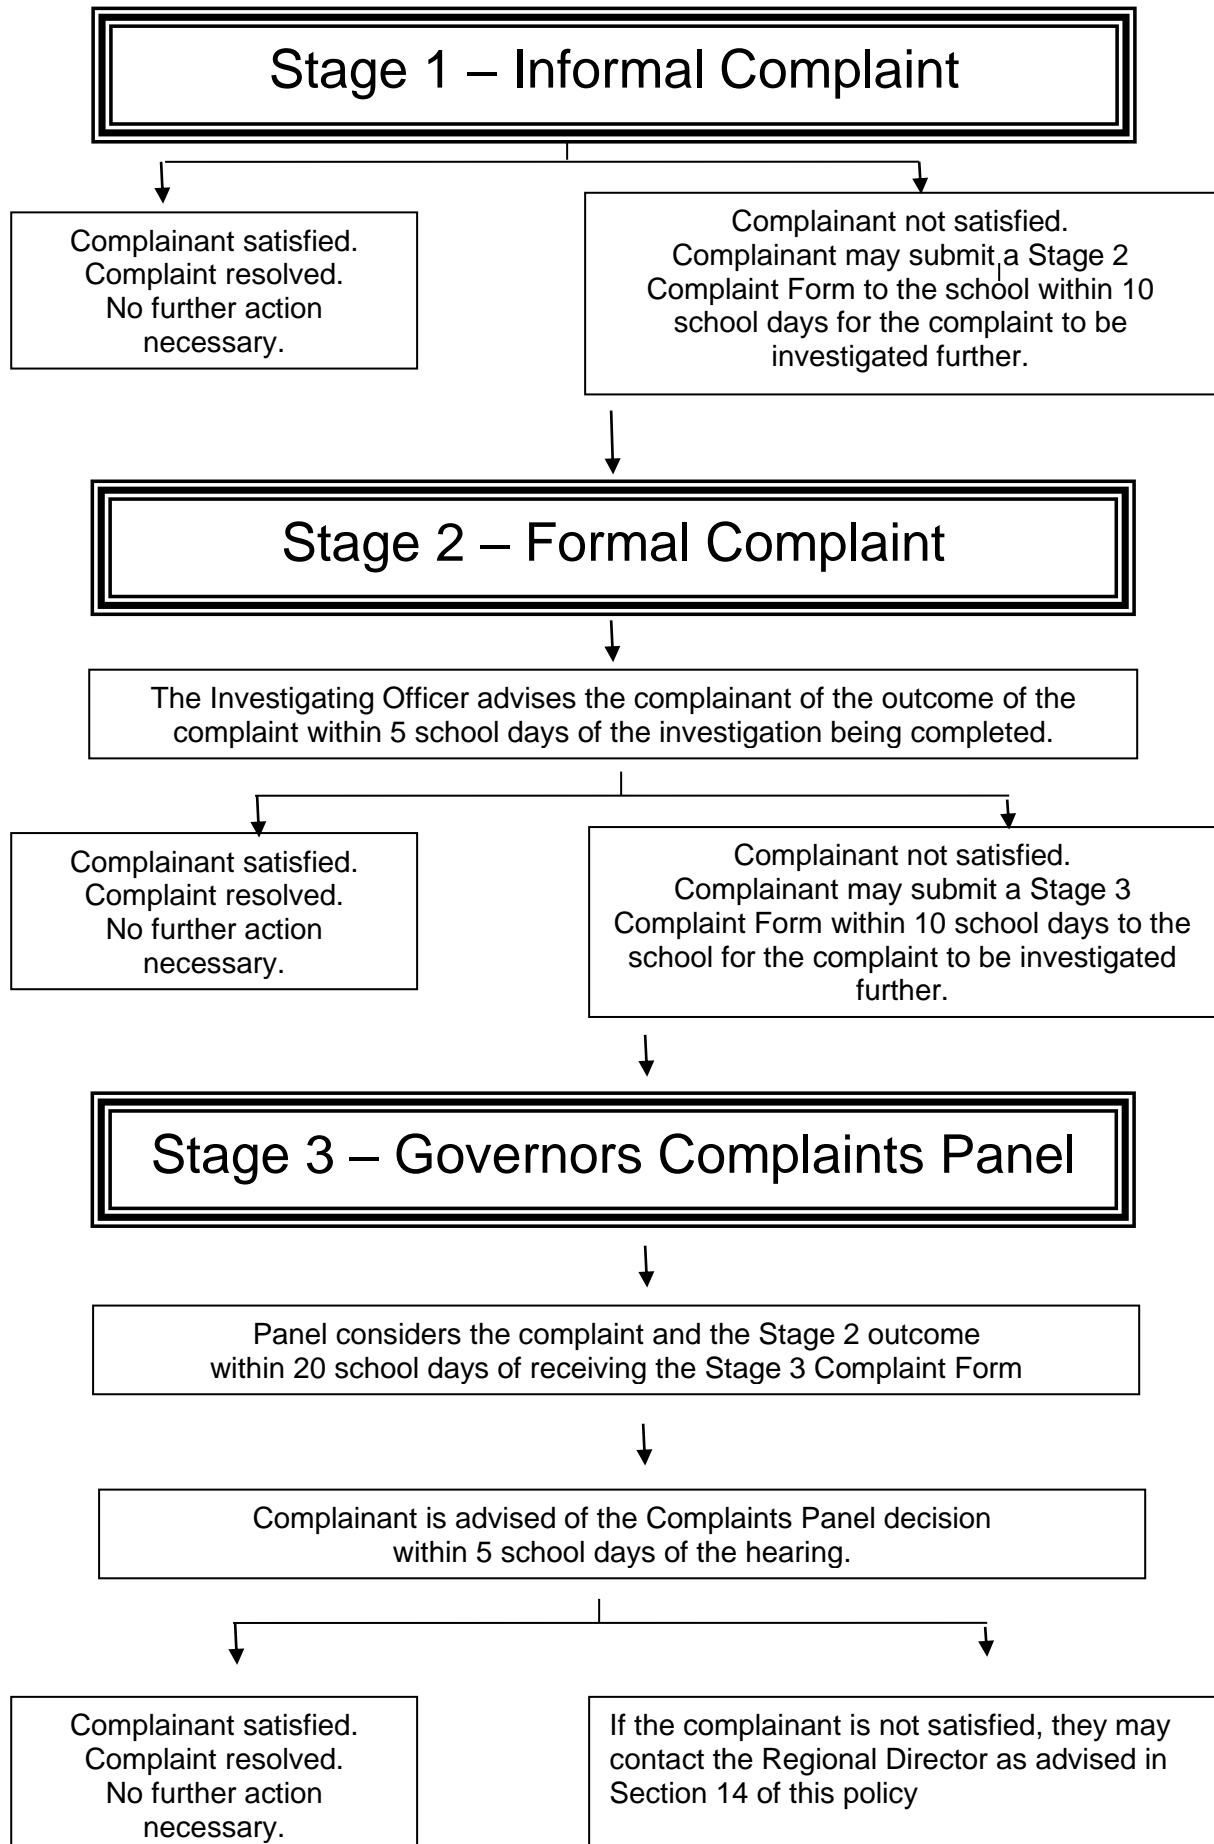 Stage 1 – Informal Complaint
Complainant satisfied.
Complaint resolved.
No further action
necessary.
Complainant not satisfied.
Complainant may submit a Stage 2
Complaint Form to the school within 10
school days for the complaint to be
investigated further.
Stage 2 – Formal Complaint
The Investigating Officer advises the complainant of the outcome of the
complaint within 5 school days of the investigation being completed.
Complainant satisfied.
Complaint resolved.
No further action
necessary.
Complainant not satisfied.
Complainant may submit a Stage 3
Complaint Form within 10 school days to the
school for the complaint to be investigated
further.
Stage 3 – Governors Complaints Panel
Panel considers the complaint and the Stage 2 outcome
within 20 school days of receiving the Stage 3 Complaint Form
Complainant is advised of the Complaints Panel decision
within 5 school days of the hearing.
Complainant satisfied.
Complaint resolved.
No further action
necessary.
If the complainant is not satisfied, they may
contact the Regional Director as advised in
Section 14 of this policy